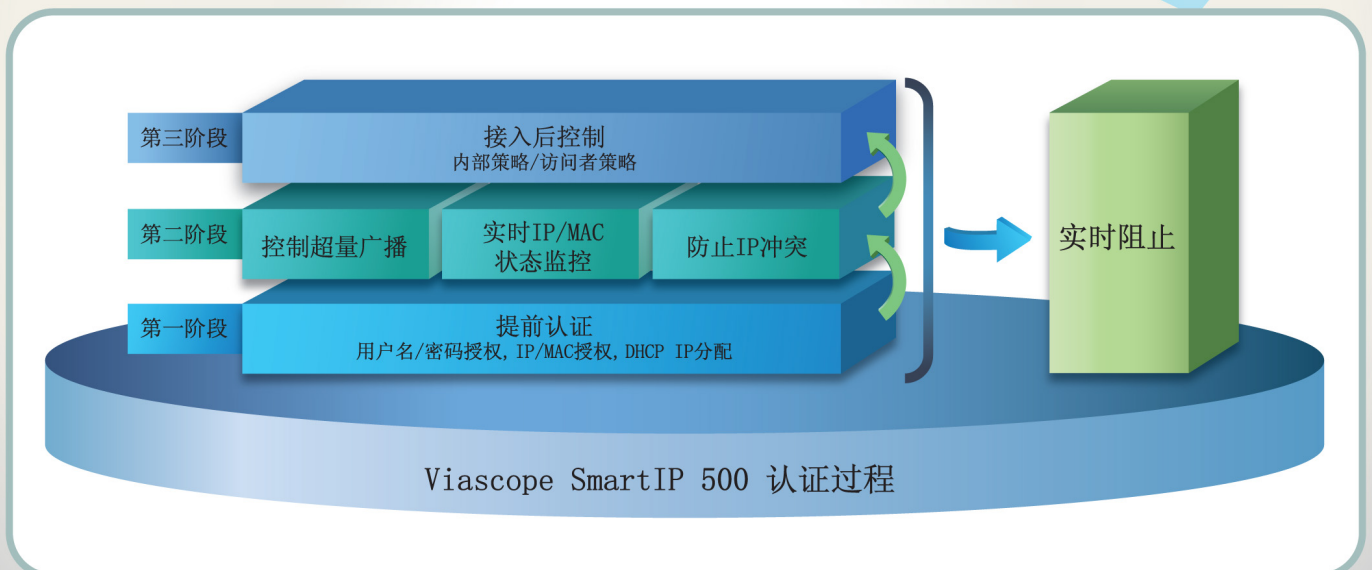 第三阶段
接入后控制
内部策略/访问者策略
第二阶段
控制超量广播
实时IP/MAC
状态监控
防止IP冲突
第一阶段
提前认证
用户名/密码授权, IP/MAC授权, DHCP IP分配
实时阻止
Viascope SmartIP 500 认证过程